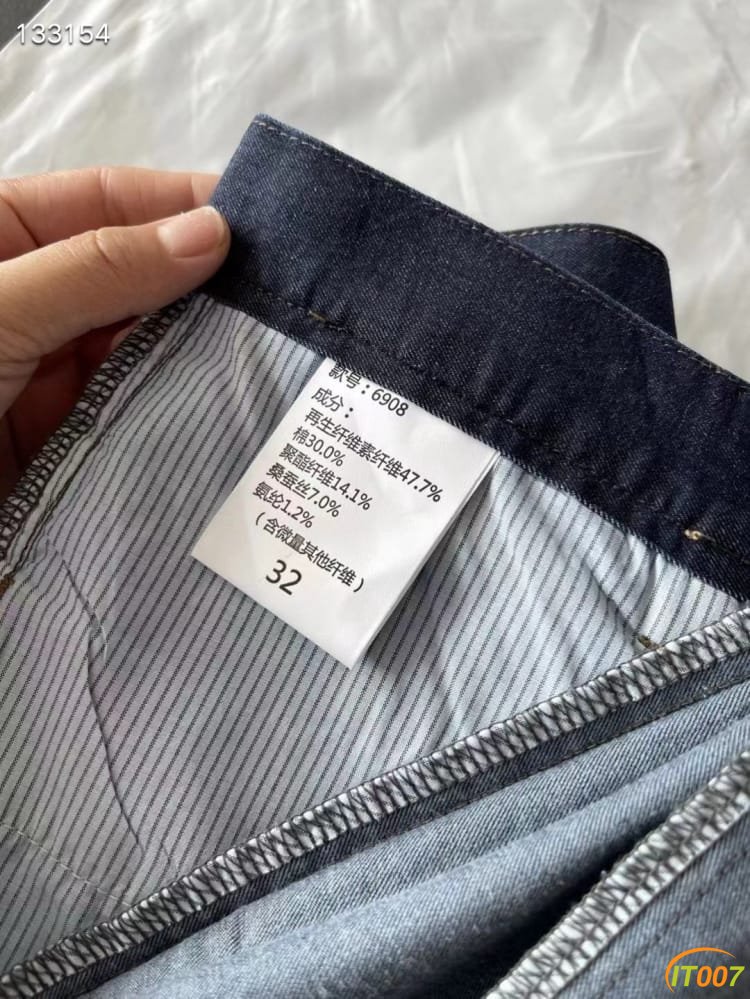 133154
款号：6908
成分：
再生纤维素纤维47.7%
棉30.0%
聚酯纤维14.1%
桑蚕丝7.0%
氨纶1.2%
（含微量其他纤维）
32
IT007